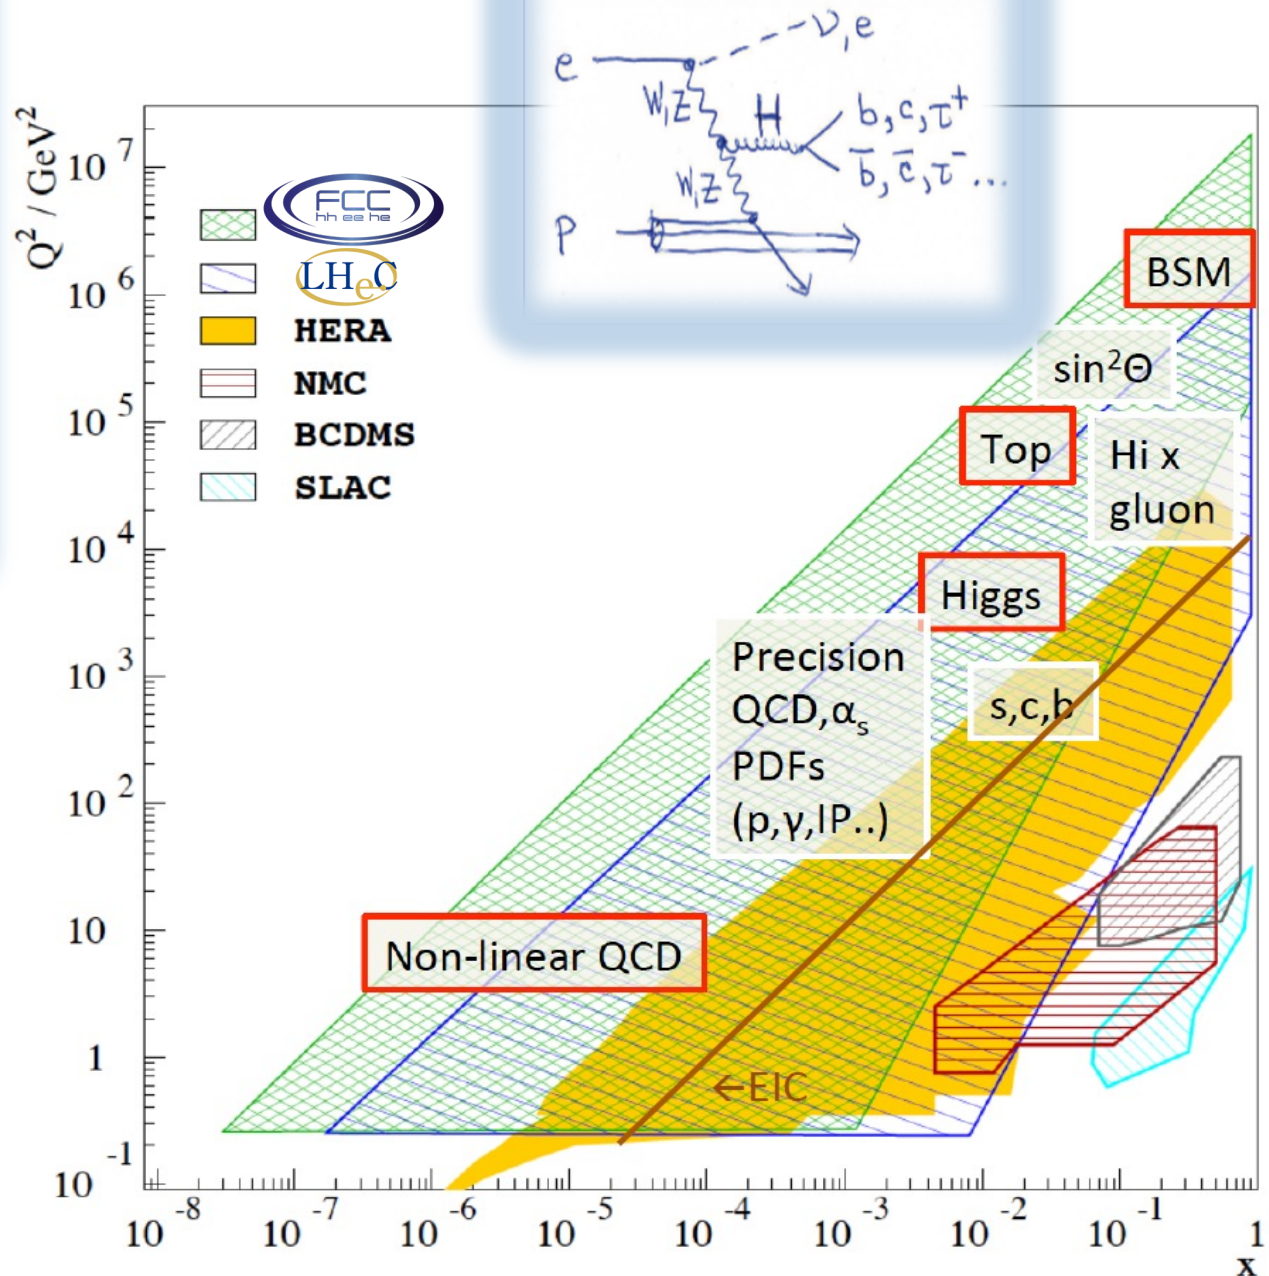 e
ν,e
W,Z
H
b,c,τ⁺
b̅,c̅,τ⁻...
W,Z
P
Q² / GeV²
10⁷
10⁶
10⁵
10⁴
10³
10²
10
1
10⁻¹
FCC
hh ee he
LHeC
HERA
NMC
BCDMS
SLAC
BSM
sin²Θ
Top
Hi x
gluon
Higgs
Precision
QCD,αₛ
PDFs
(p,γ,IP..)
s,c,b
Non-linear QCD
←EIC
10⁻⁸ 10⁻⁷ 10⁻⁶ 10⁻⁵ 10⁻⁴ 10⁻³ 10⁻² 10⁻¹ 1
x